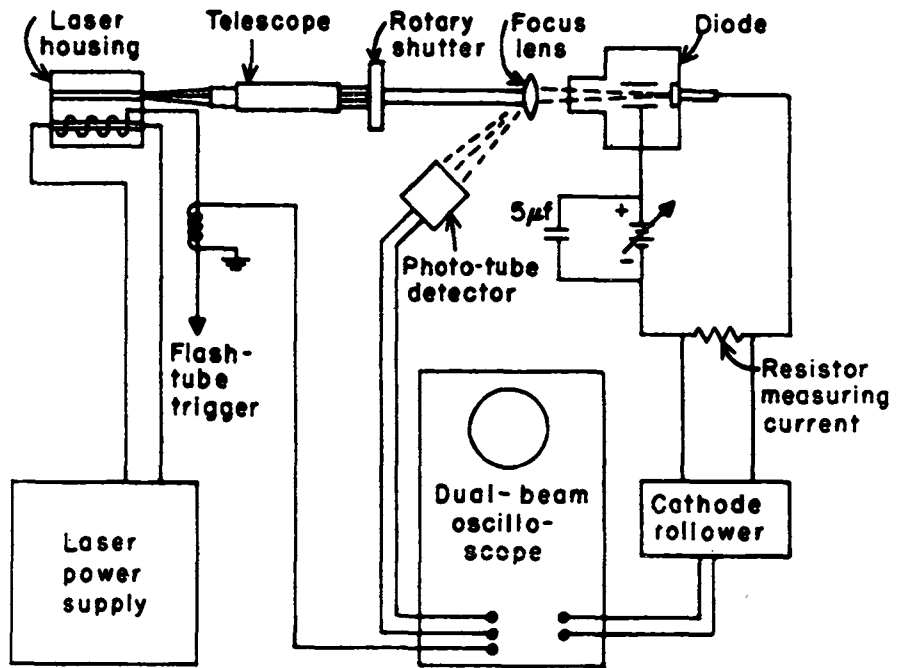 Laser
housing
Telescope
Rotary
shutter
Focus
lens
Diode
5μf
+
-
Photo-tube
detector
Flash-
tube
trigger
Resistor
measuring
current
Dual-beam
oscillo-
scope
Cathode
rollower
Laser
power
supply